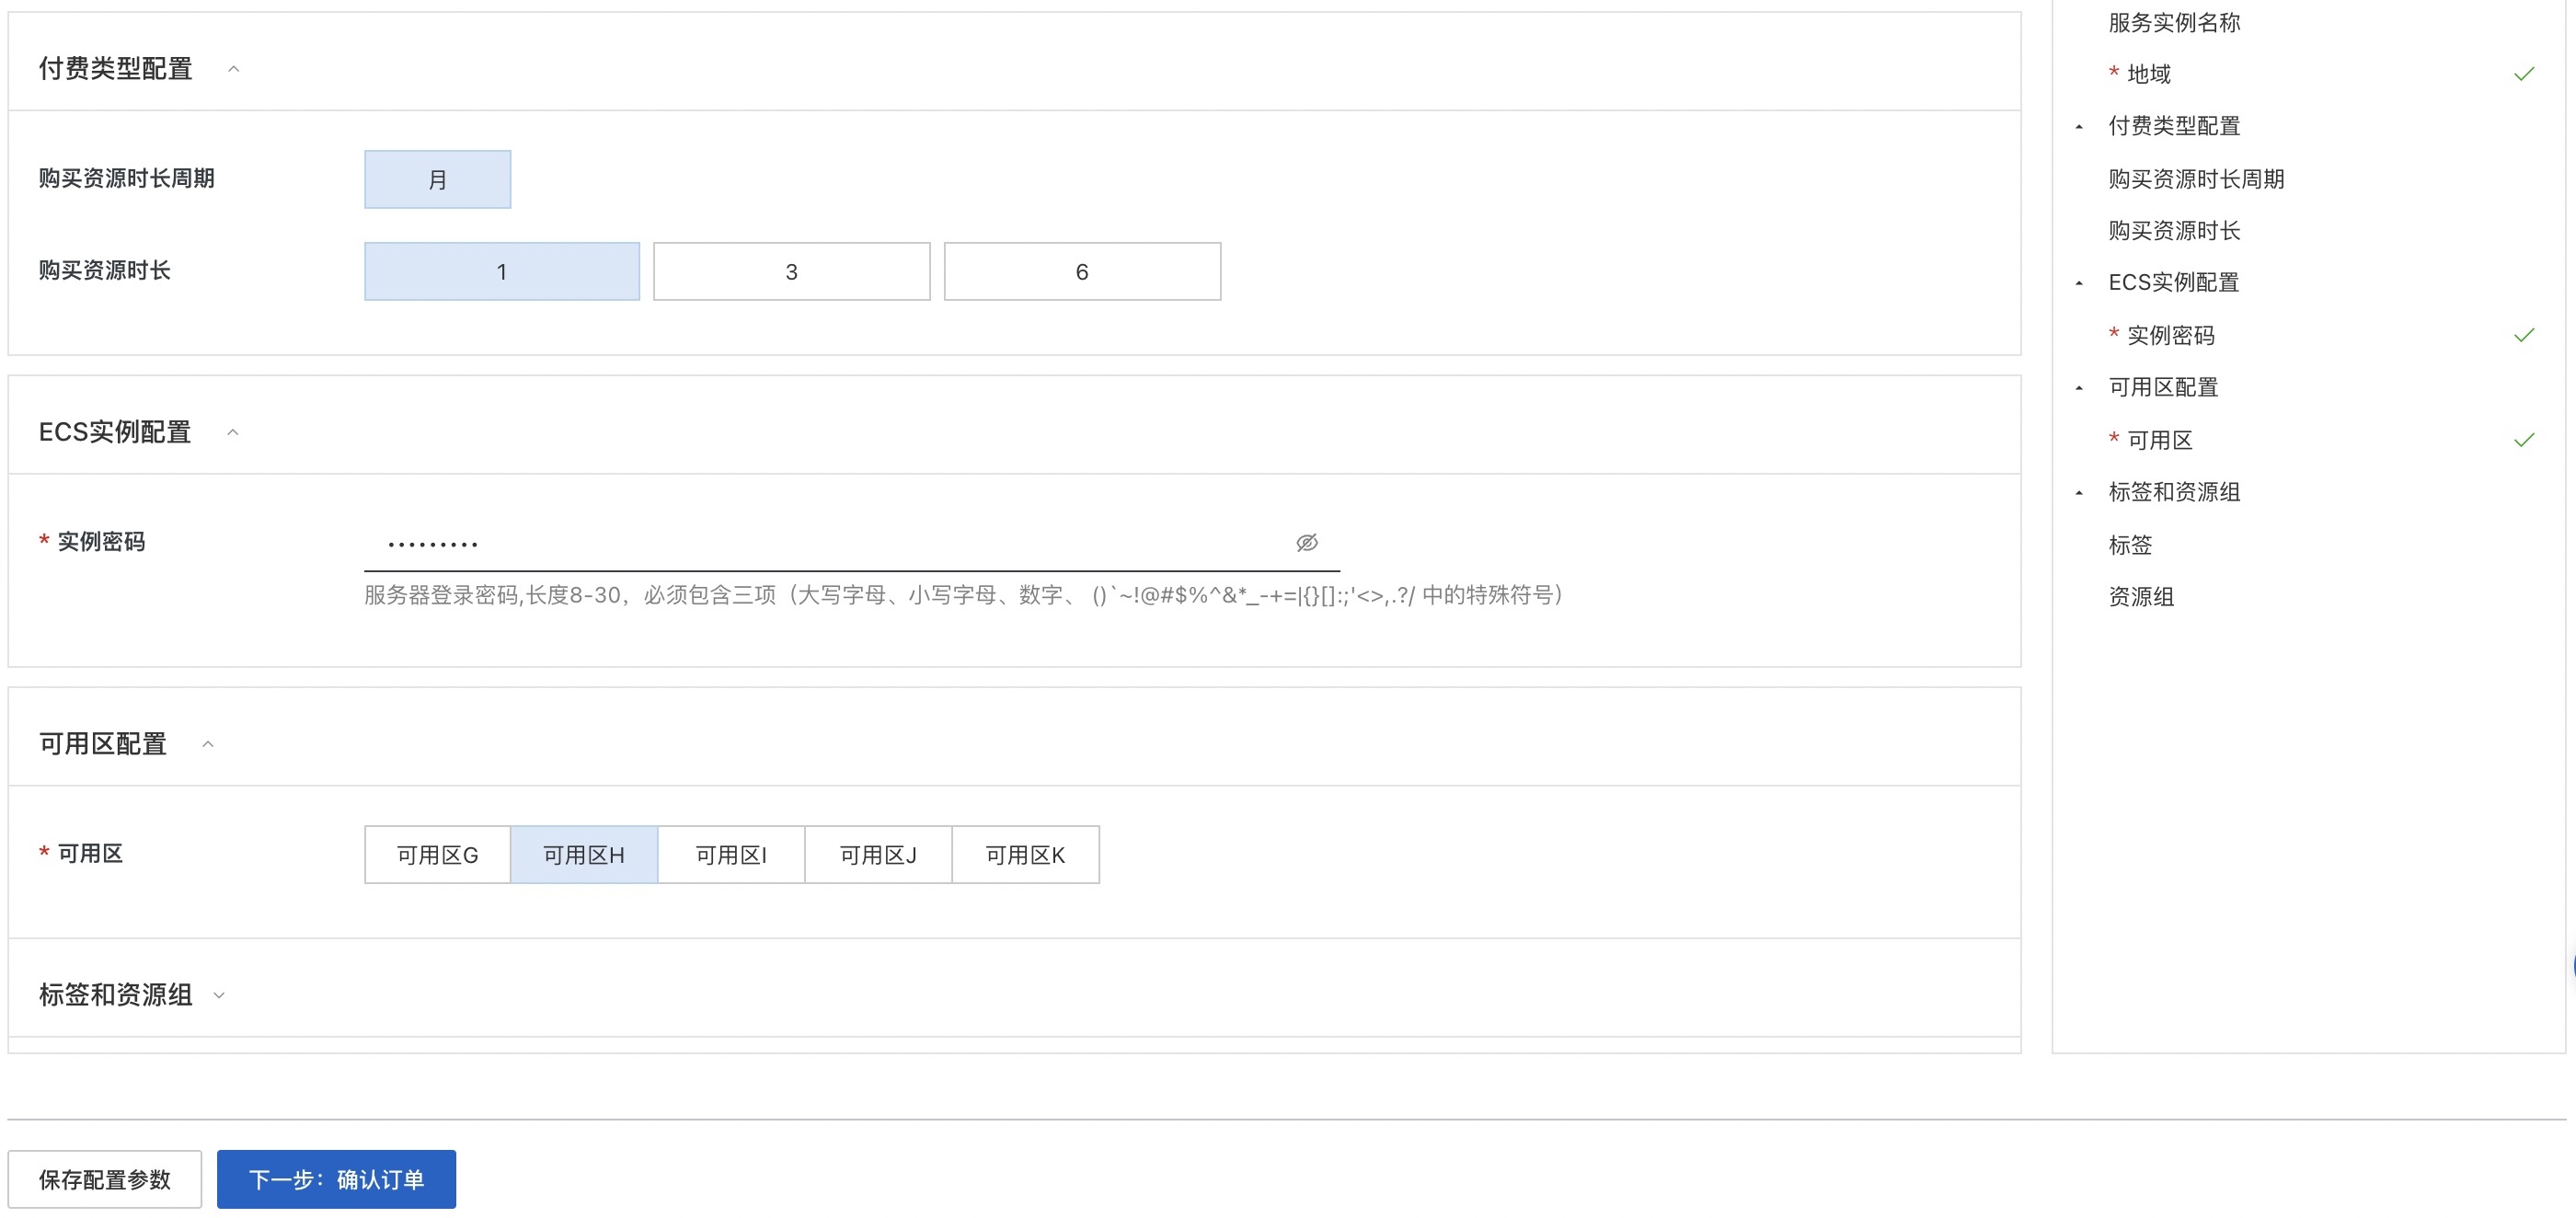 付费类型配置
购买资源时长周期
月
购买资源时长
1
3
6
ECS实例配置
* 实例密码
•••••••••
服务器登录密码,长度8-30，必须包含三项（大写字母、小写字母、数字、 ()`~!@#$%^&*_-+=|{}[]:;'<>,.?/ 中的特殊符号）
可用区配置
* 可用区
可用区G
可用区H
可用区I
可用区J
可用区K
标签和资源组
保存配置参数
下一步：确认订单
服务实例名称
* 地域
付费类型配置
购买资源时长周期
购买资源时长
ECS实例配置
* 实例密码
可用区配置
* 可用区
标签和资源组
标签
资源组